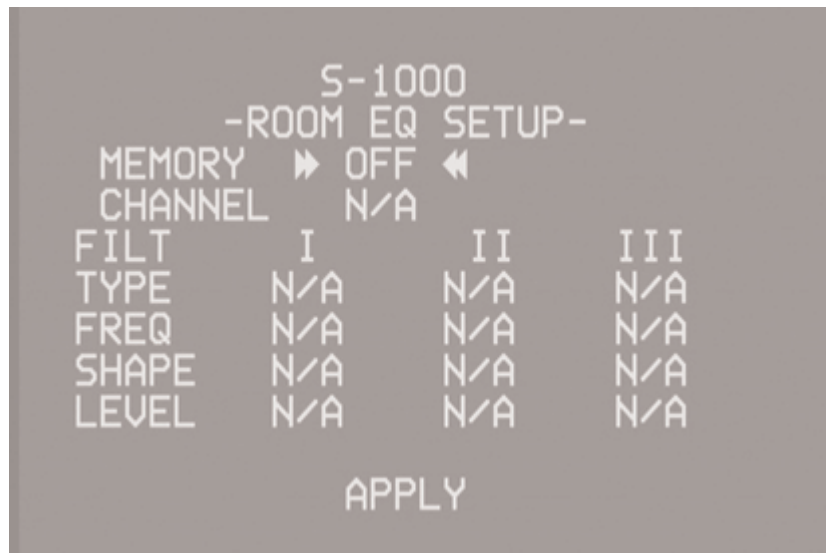 S-1000
-ROOM EQ SETUP-
MEMORY ▶▶ OFF ◀◀
CHANNEL N/A
FILT I II III
TYPE N/A N/A N/A
FREQ N/A N/A N/A
SHAPE N/A N/A N/A
LEVEL N/A N/A N/A
APPLY